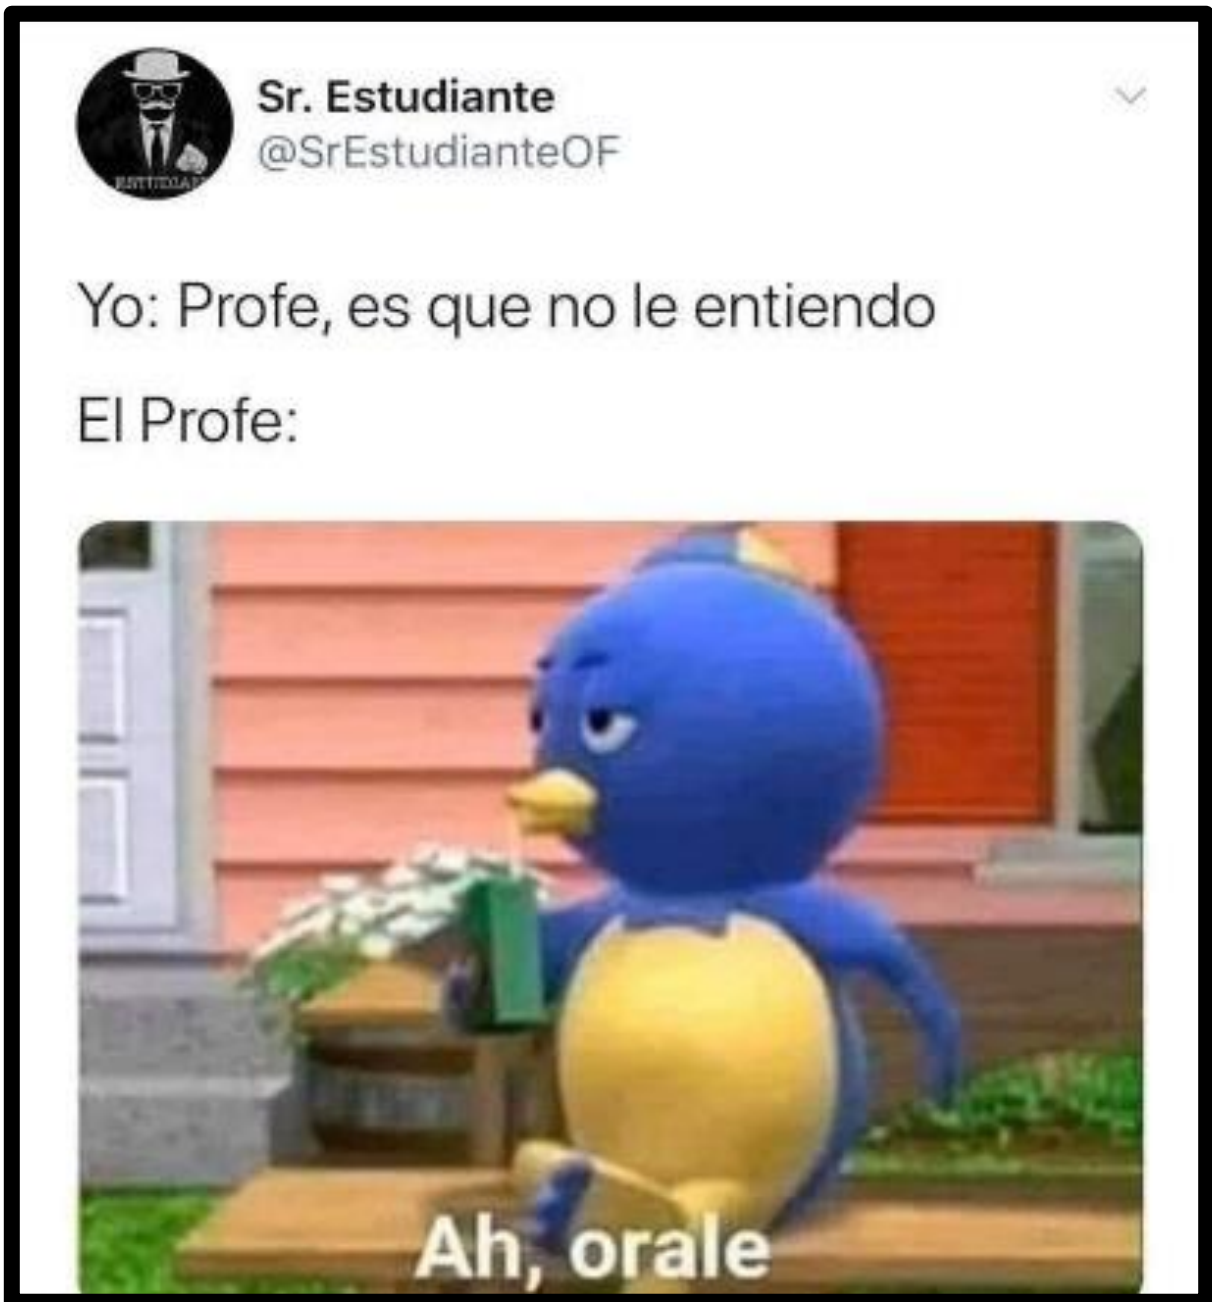 Sr. Estudiante
@SrEstudianteOF
Yo: Profe, es que no le entiendo
El Profe:
Ah, orale